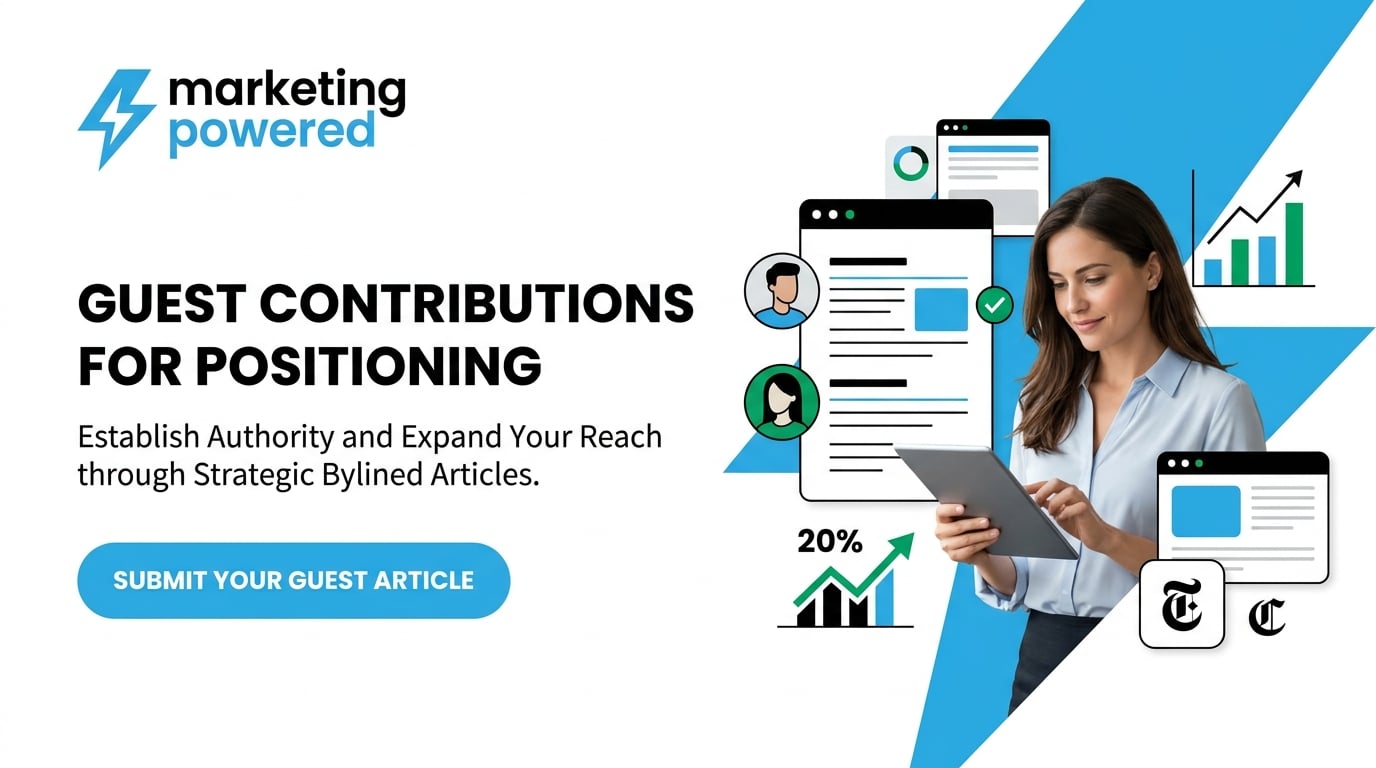 marketing
powered
GUEST CONTRIBUTIONS
FOR POSITIONING
Establish Authority and Expand Your Reach
through Strategic Bylined Articles.
SUBMIT YOUR GUEST ARTICLE
20%
T
C